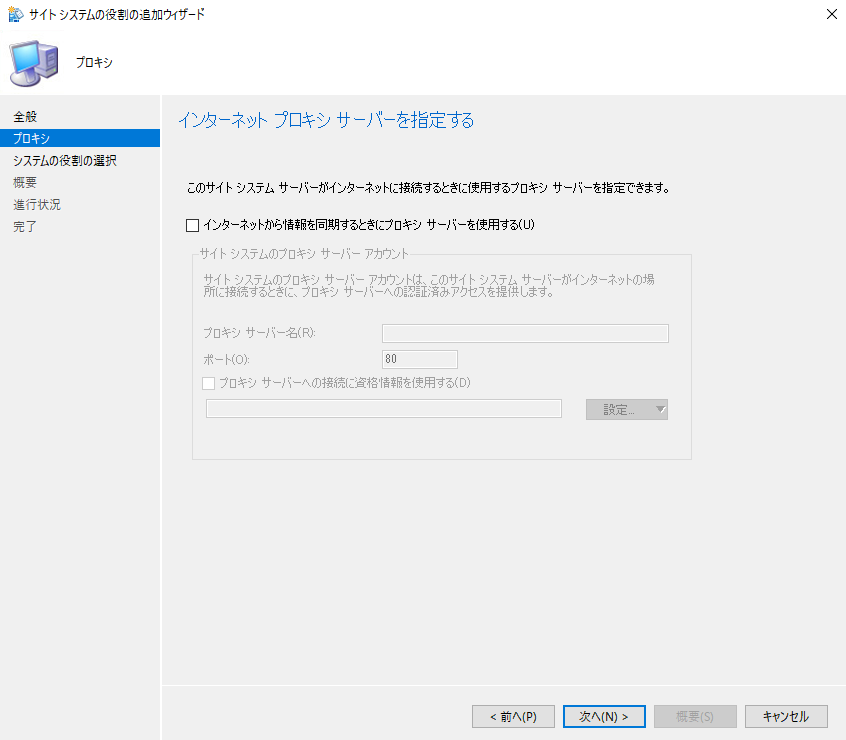 サイト システムの役割の追加ウィザード
プロキシ
全般
プロキシ
システムの役割の選択
概要
進行状況
完了
インターネット プロキシ サーバーを指定する
このサイト システム サーバーがインターネットに接続するときに使用するプロキシ サーバーを指定できます。
インターネットから情報を同期するときにプロキシ サーバーを使用する(U)
サイト システムのプロキシ サーバー アカウント
サイト システムのプロキシ サーバー アカウントは、このサイト システム サーバーがインターネットの場
所に接続するときに、プロキシ サーバーへの認証済みアクセスを提供します。
プロキシ サーバー名(R):
ポート(O):
80
プロキシ サーバーへの接続に資格情報を使用する(D)
設定...
< 前へ(P)
次へ(N) >
概要(S)
キャンセル